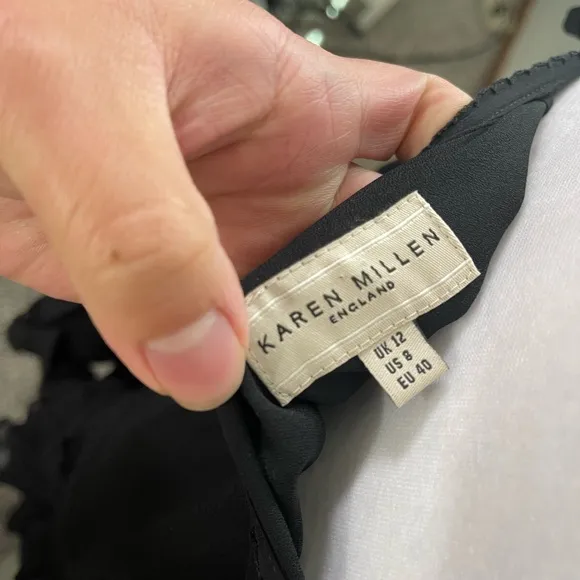 KAREN MILLEN
ENGLAND
UK 12
US 8
EU 40